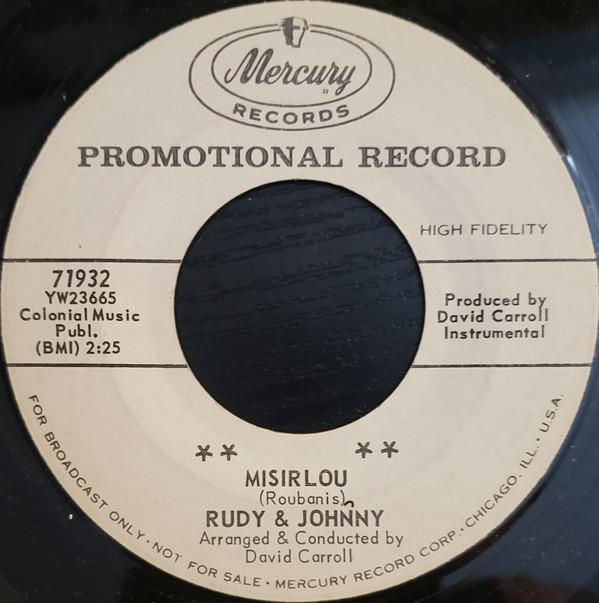 Mercury
RECORDS
PROMOTIONAL RECORD
HIGH FIDELITY
71932
YW23665
Colonial Music
Publ.
(BMI) 2:25
Produced by
David Carroll
Instrumental
** **
MISIRLOU
(Roubanis)
RUDY & JOHNNY
Arranged & Conducted by
David Carroll
FOR BROADCAST ONLY • NOT FOR SALE • MERCURY RECORD CORP. • CHICAGO, ILL. • U.S.A.